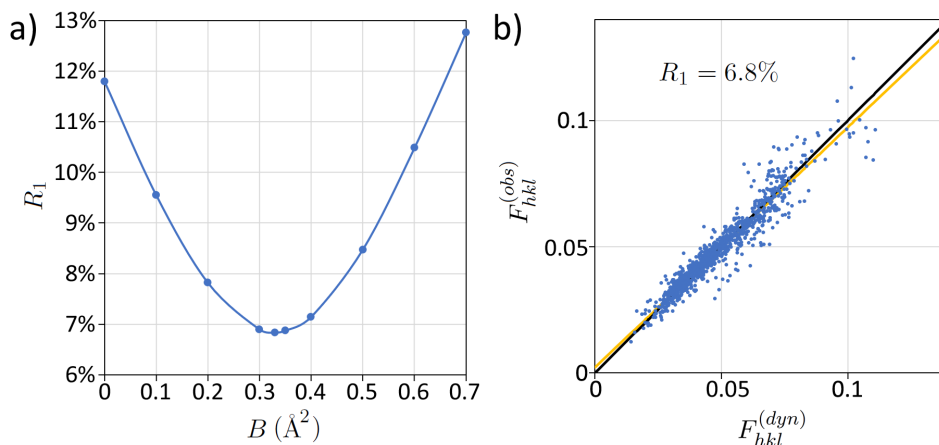 a)
13%
12%
11%
10%
9%
8%
7%
6%
R₁
0 0.1 0.2 0.3 0.4 0.5 0.6 0.7
B (Å²)
b)
R₁ = 6.8%
0.1
0.05
0
F_{hkl}^{(obs)}
0 0.05 0.1
F_{hkl}^{(dyn)}